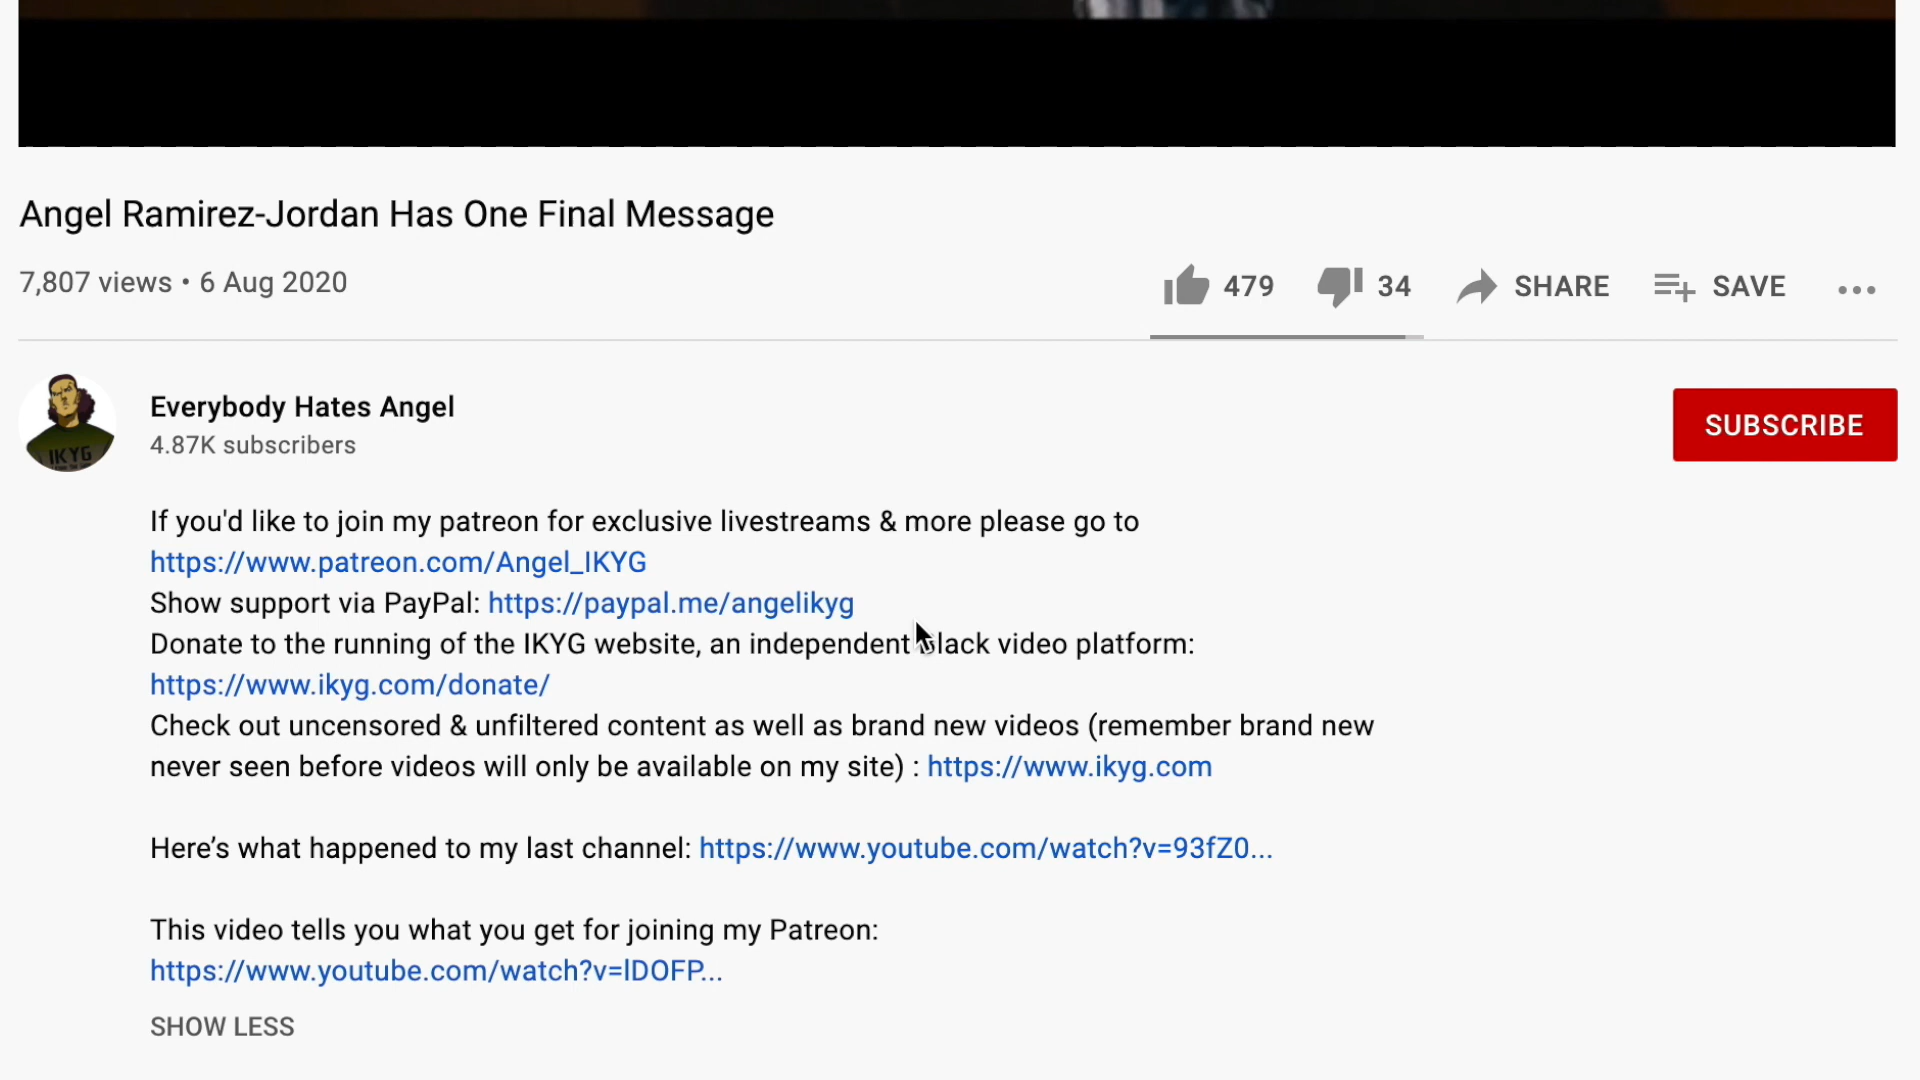 Angel Ramirez-Jordan Has One Final Message
7,807 views • 6 Aug 2020
479 34 SHARE SAVE
Everybody Hates Angel
4.87K subscribers
SUBSCRIBE
IKYG
If you'd like to join my patreon for exclusive livestreams & more please go to
https://www.patreon.com/Angel_IKYG
Show support via PayPal: https://paypal.me/angelikyg
Donate to the running of the IKYG website, an independent black video platform:
https://www.ikyg.com/donate/
Check out uncensored & unfiltered content as well as brand new videos (remember brand new
never seen before videos will only be available on my site) : https://www.ikyg.com
Here’s what happened to my last channel: https://www.youtube.com/watch?v=93fZ0...
This video tells you what you get for joining my Patreon:
https://www.youtube.com/watch?v=lDOFP...
SHOW LESS